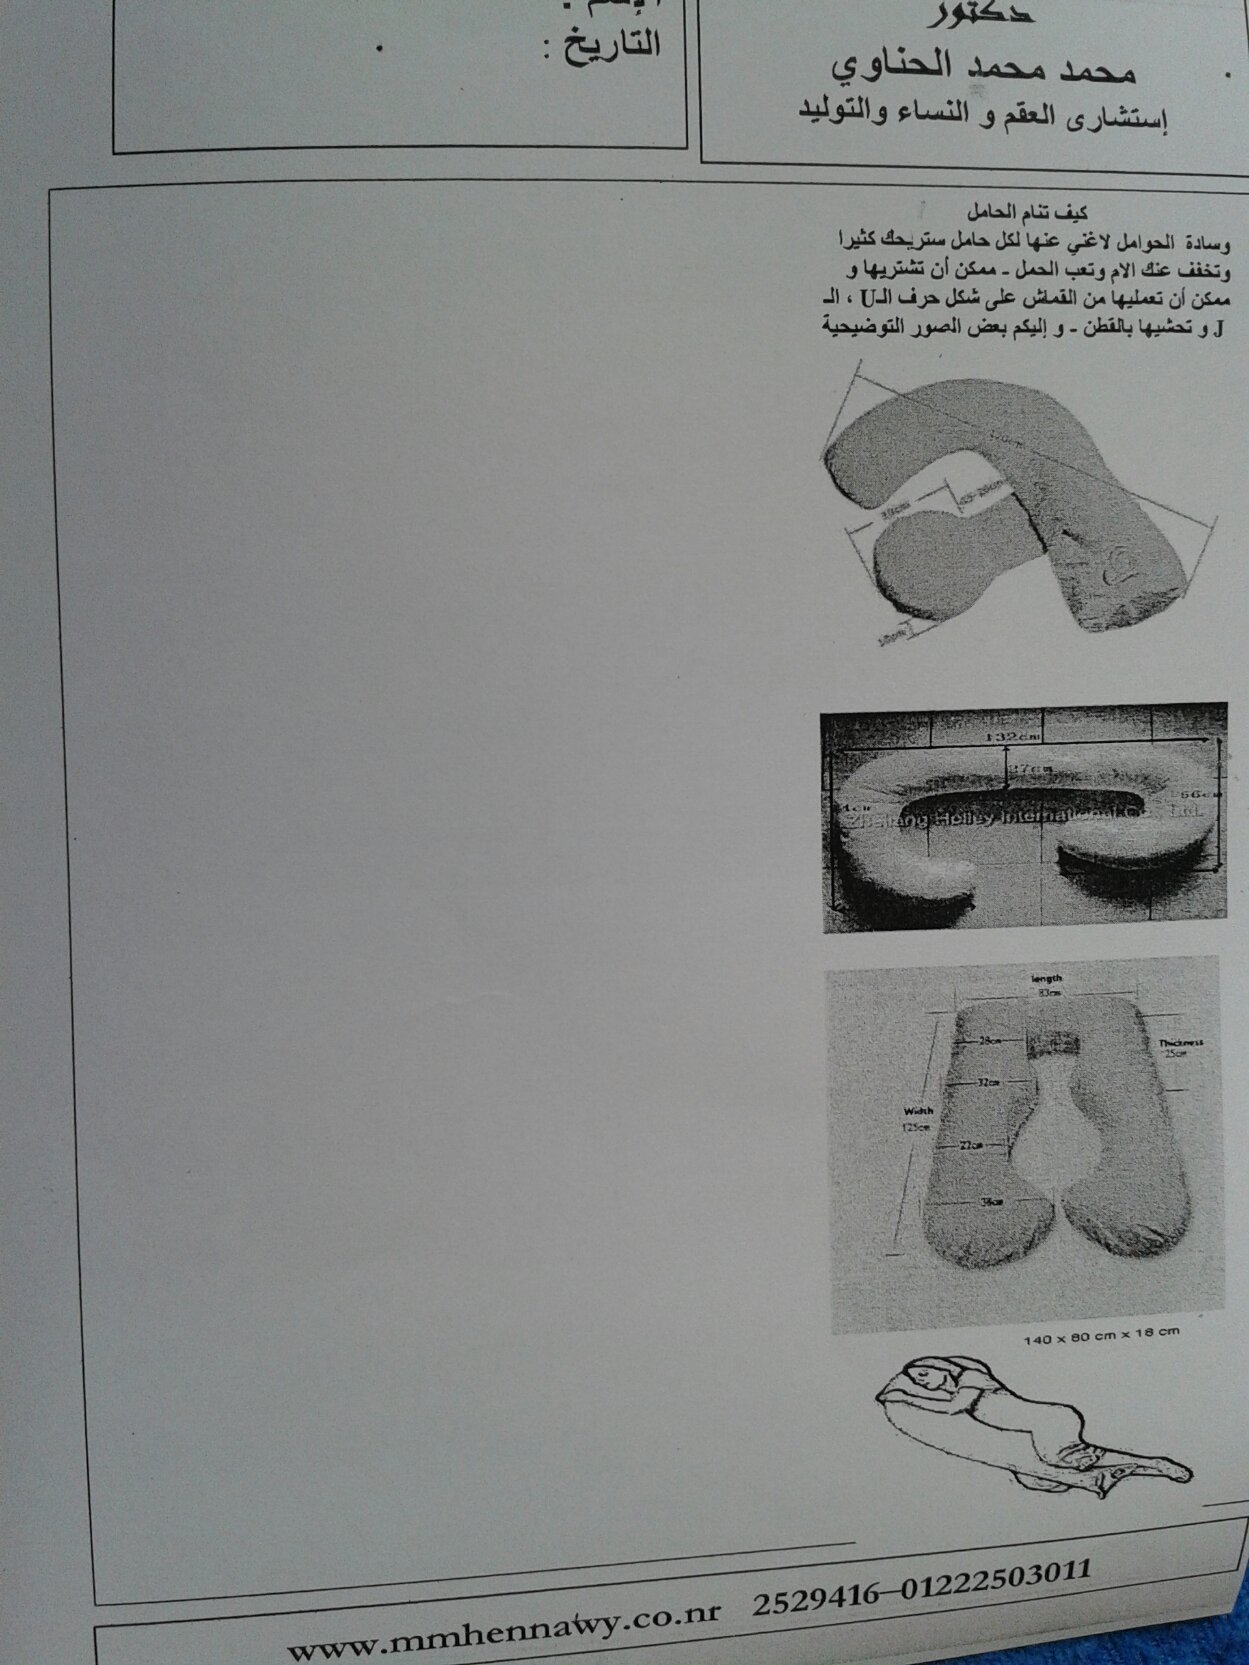 دكتور
محمد محمد الحناوي
إستشارى العقم و النساء والتوليد
التاريخ :
كيف تنام الحامل
وسادة الحوامل لاغني عنها لكل حامل ستريحك كثيرا
وتخفف عنك الام وتعب الحمل - ممكن أن تشتريها و
ممكن أن تعمليها من القماش على شكل حرف الـU ، الـ
J و تحشيها بالقطن - و إليكم بعض الصور التوضيحية
132cm
27cm
56cm
Zhejiang Helley International Co., Ltd.
length
83cm
28cm
Thickness
25cm
32cm
Width
125cm
22cm
36cm
140 x 80 cm x 18 cm
www.mmhennawy.co.nr 2529416–01222503011